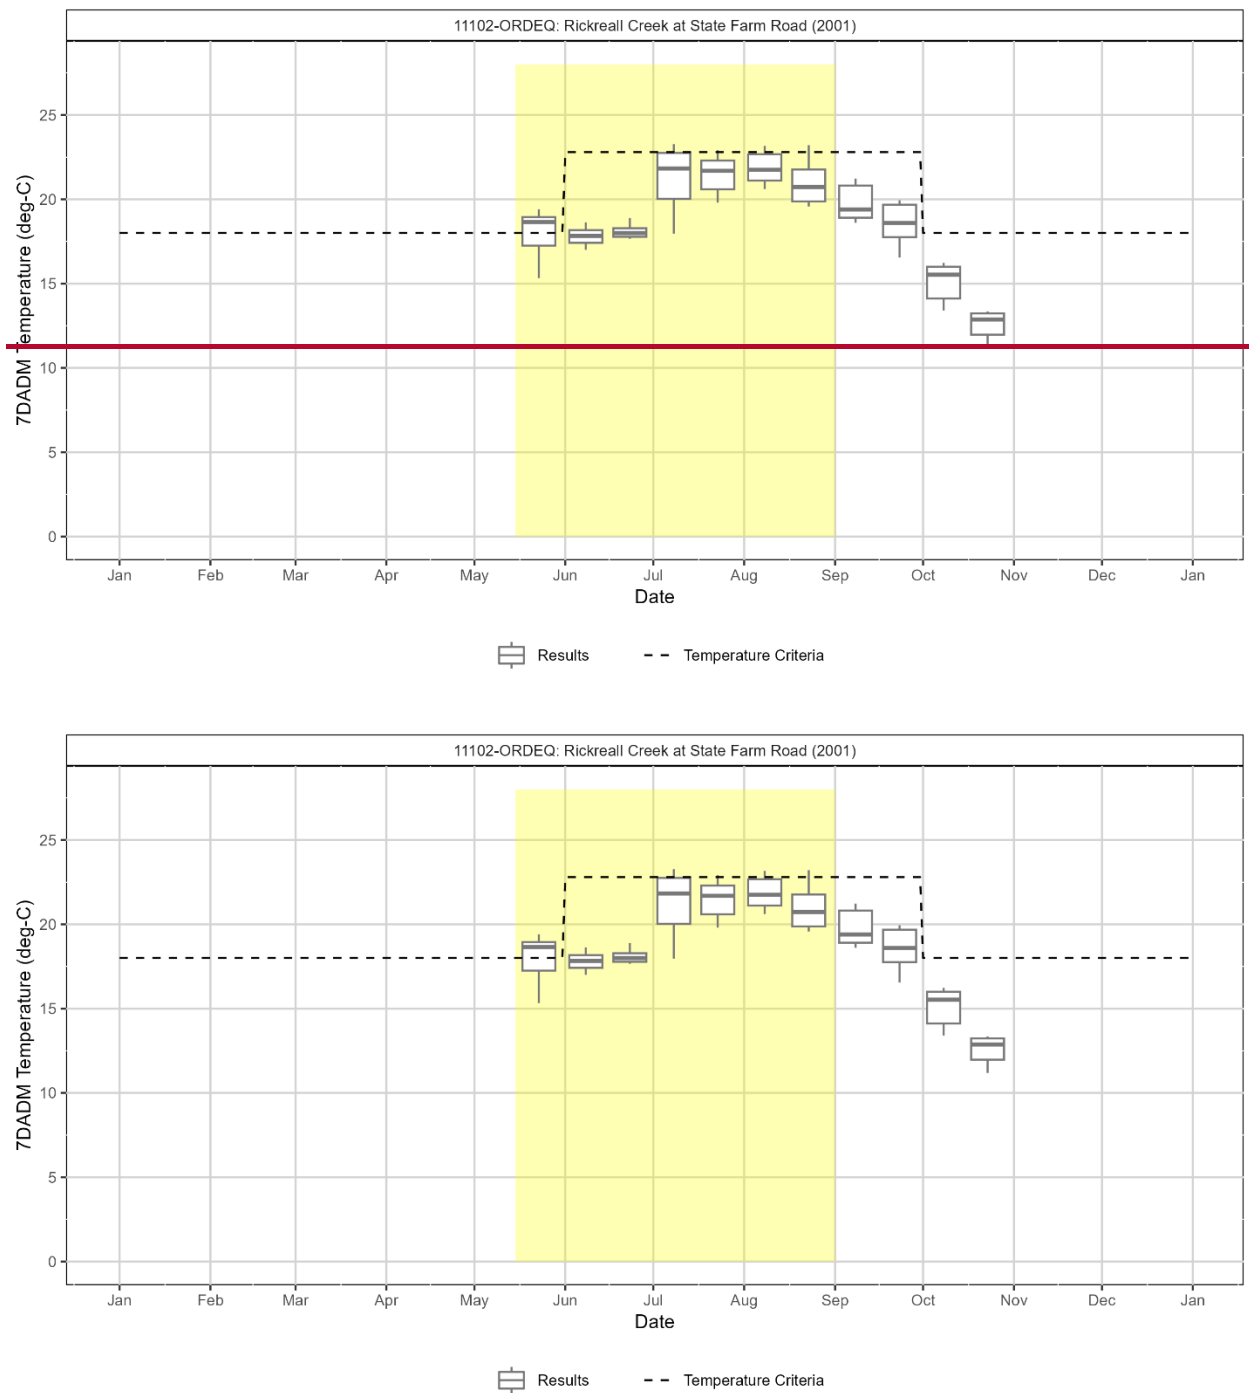 11102-ORDEQ: Rickreall Creek at State Farm Road (2001)
25
20
15
10
5
0
7DADM Temperature (deg-C)
Jan Feb Mar Apr May Jun Jul Aug Sep Oct Nov Dec Jan
Date
Results Temperature Criteria
11102-ORDEQ: Rickreall Creek at State Farm Road (2001)
25
20
15
10
5
0
7DADM Temperature (deg-C)
Jan Feb Mar Apr May Jun Jul Aug Sep Oct Nov Dec Jan
Date
Results Temperature Criteria